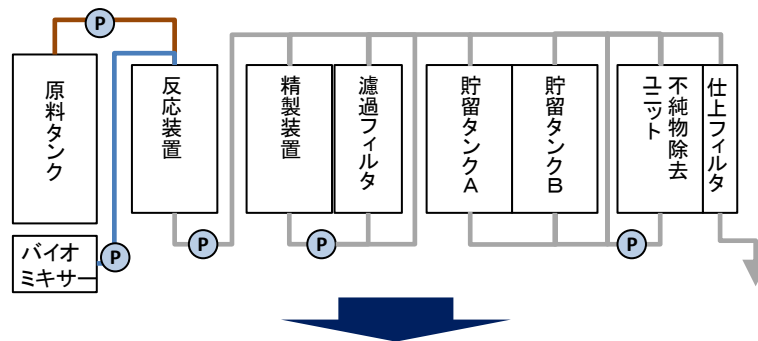 P
原料タンク
バイオ
ミキサー
P
反応装置
P
精製装置
濾過フィルタ
P
貯留タンクA
貯留タンクB
不純物除去
ユニット
仕上フィルタ
P